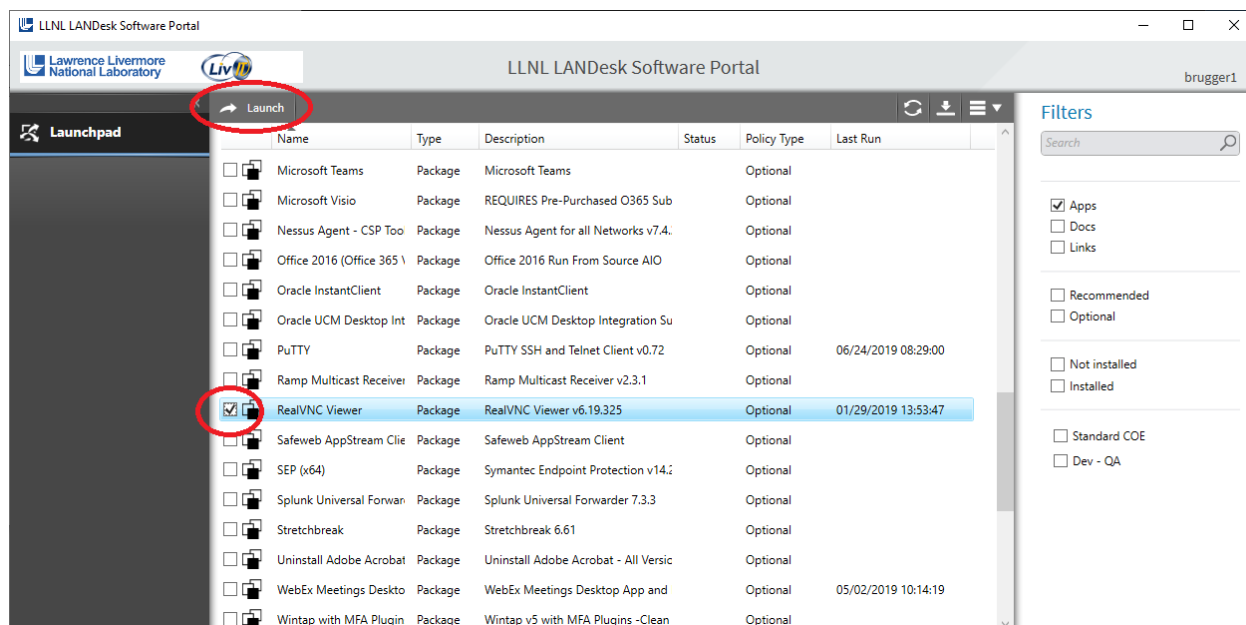 LLNL LANDesk Software Portal
Lawrence Livermore
National Laboratory
LivIT
LLNL LANDesk Software Portal
brugger1
Launchpad
Launch
Name Type Description Status Policy Type Last Run
Microsoft Teams Package Microsoft Teams Optional
Microsoft Visio Package REQUIRES Pre-Purchased O365 Sub Optional
Nessus Agent - CSP Too Package Nessus Agent for all Networks v7.4. Optional
Office 2016 (Office 365 \ Package Office 2016 Run From Source AIO Optional
Oracle InstantClient Package Oracle InstantClient Optional
Oracle UCM Desktop Int Package Oracle UCM Desktop Integration Su Optional
PuTTY Package PuTTY SSH and Telnet Client v0.72 Optional 06/24/2019 08:29:00
Ramp Multicast Receiver Package Ramp Multicast Receiver v2.3.1 Optional
RealVNC Viewer Package RealVNC Viewer v6.19.325 Optional 01/29/2019 13:53:47
Safeweb AppStream Clie Package Safeweb AppStream Client Optional
SEP (x64) Package Symantec Endpoint Protection v14.2 Optional
Splunk Universal Forwar Package Splunk Universal Forwarder 7.3.3 Optional
Stretchbreak Package Stretchbreak 6.61 Optional
Uninstall Adobe Acrobat Package Uninstall Adobe Acrobat - All Versic Optional
WebEx Meetings Deskto Package WebEx Meetings Desktop App and Optional 05/02/2019 10:14:19
Wintap with MFA Plugin Package Wintap v5 with MFA Plugins -Clean Optional
Filters
Search
Apps
Docs
Links
Recommended
Optional
Not installed
Installed
Standard COE
Dev - QA